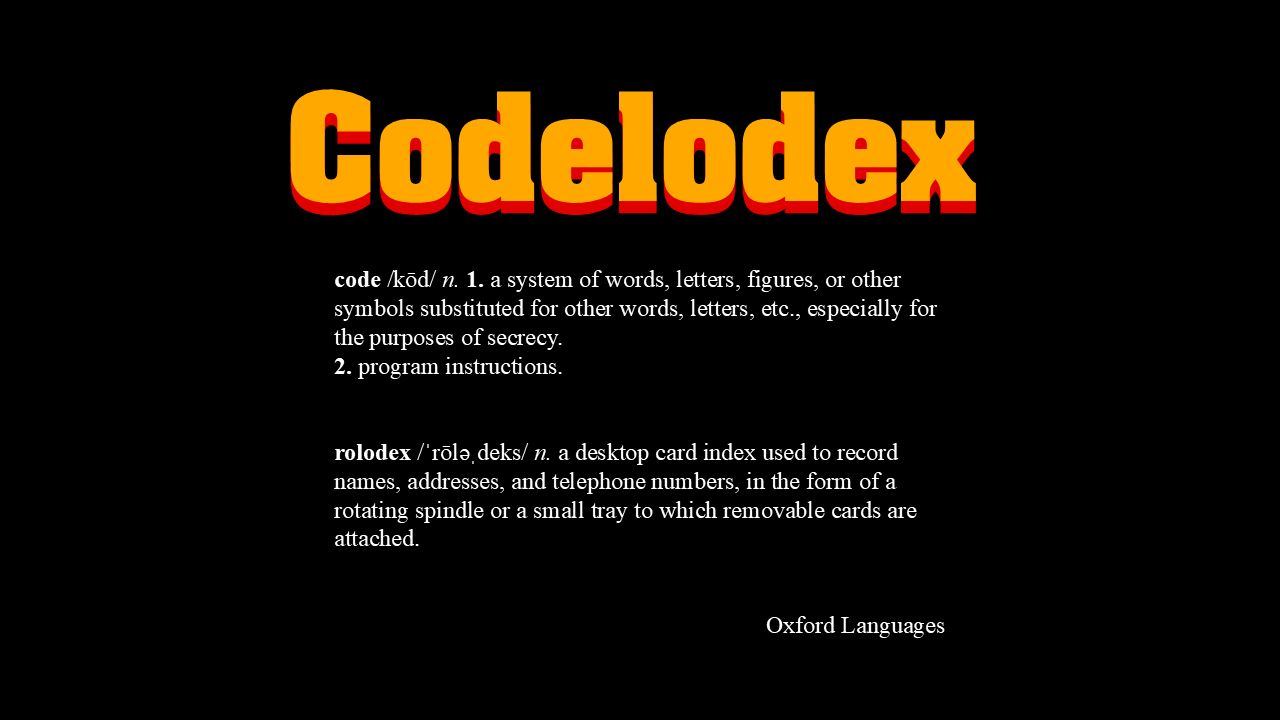 Codelodex
code /kōd/ n. 1. a system of words, letters, figures, or other
symbols substituted for other words, letters, etc., especially for
the purposes of secrecy.
2. program instructions.
rolodex /ˈrōləˌdeks/ n. a desktop card index used to record
names, addresses, and telephone numbers, in the form of a
rotating spindle or a small tray to which removable cards are
attached.
Oxford Languages